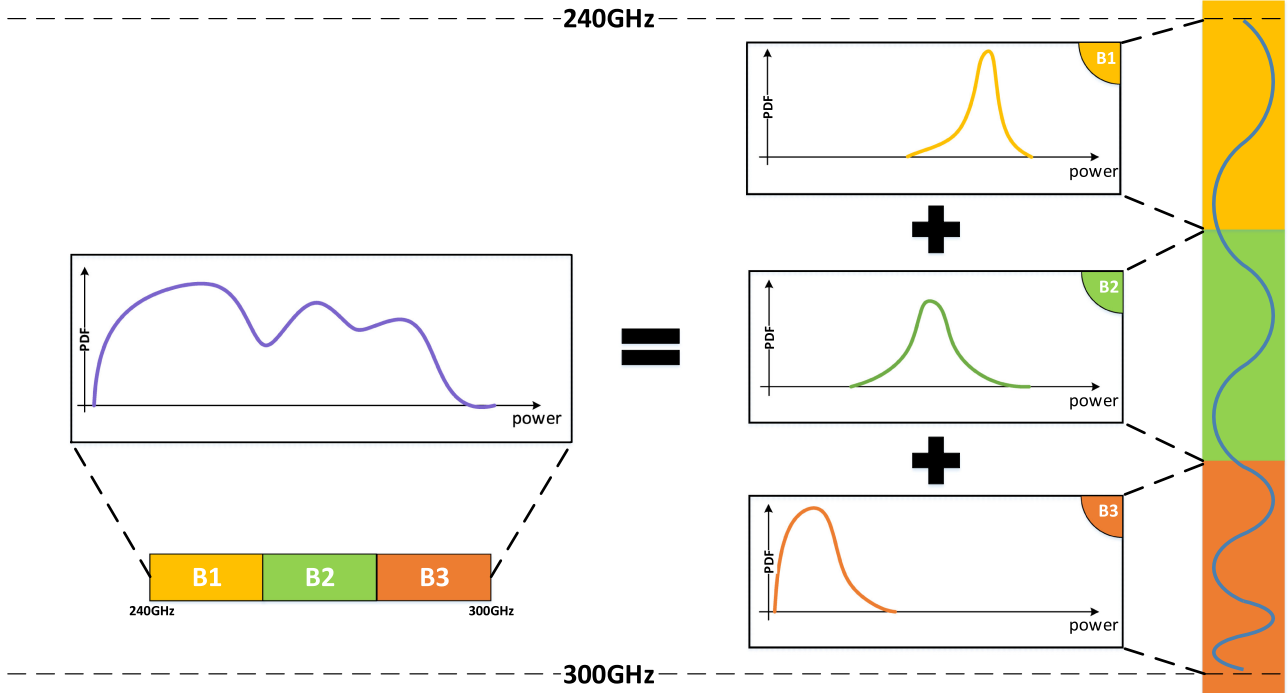 240GHz
B1
PDF
power
B2
PDF
power
PDF
power
B3
PDF
power
B1 B2 B3
240GHz 300GHz
300GHz